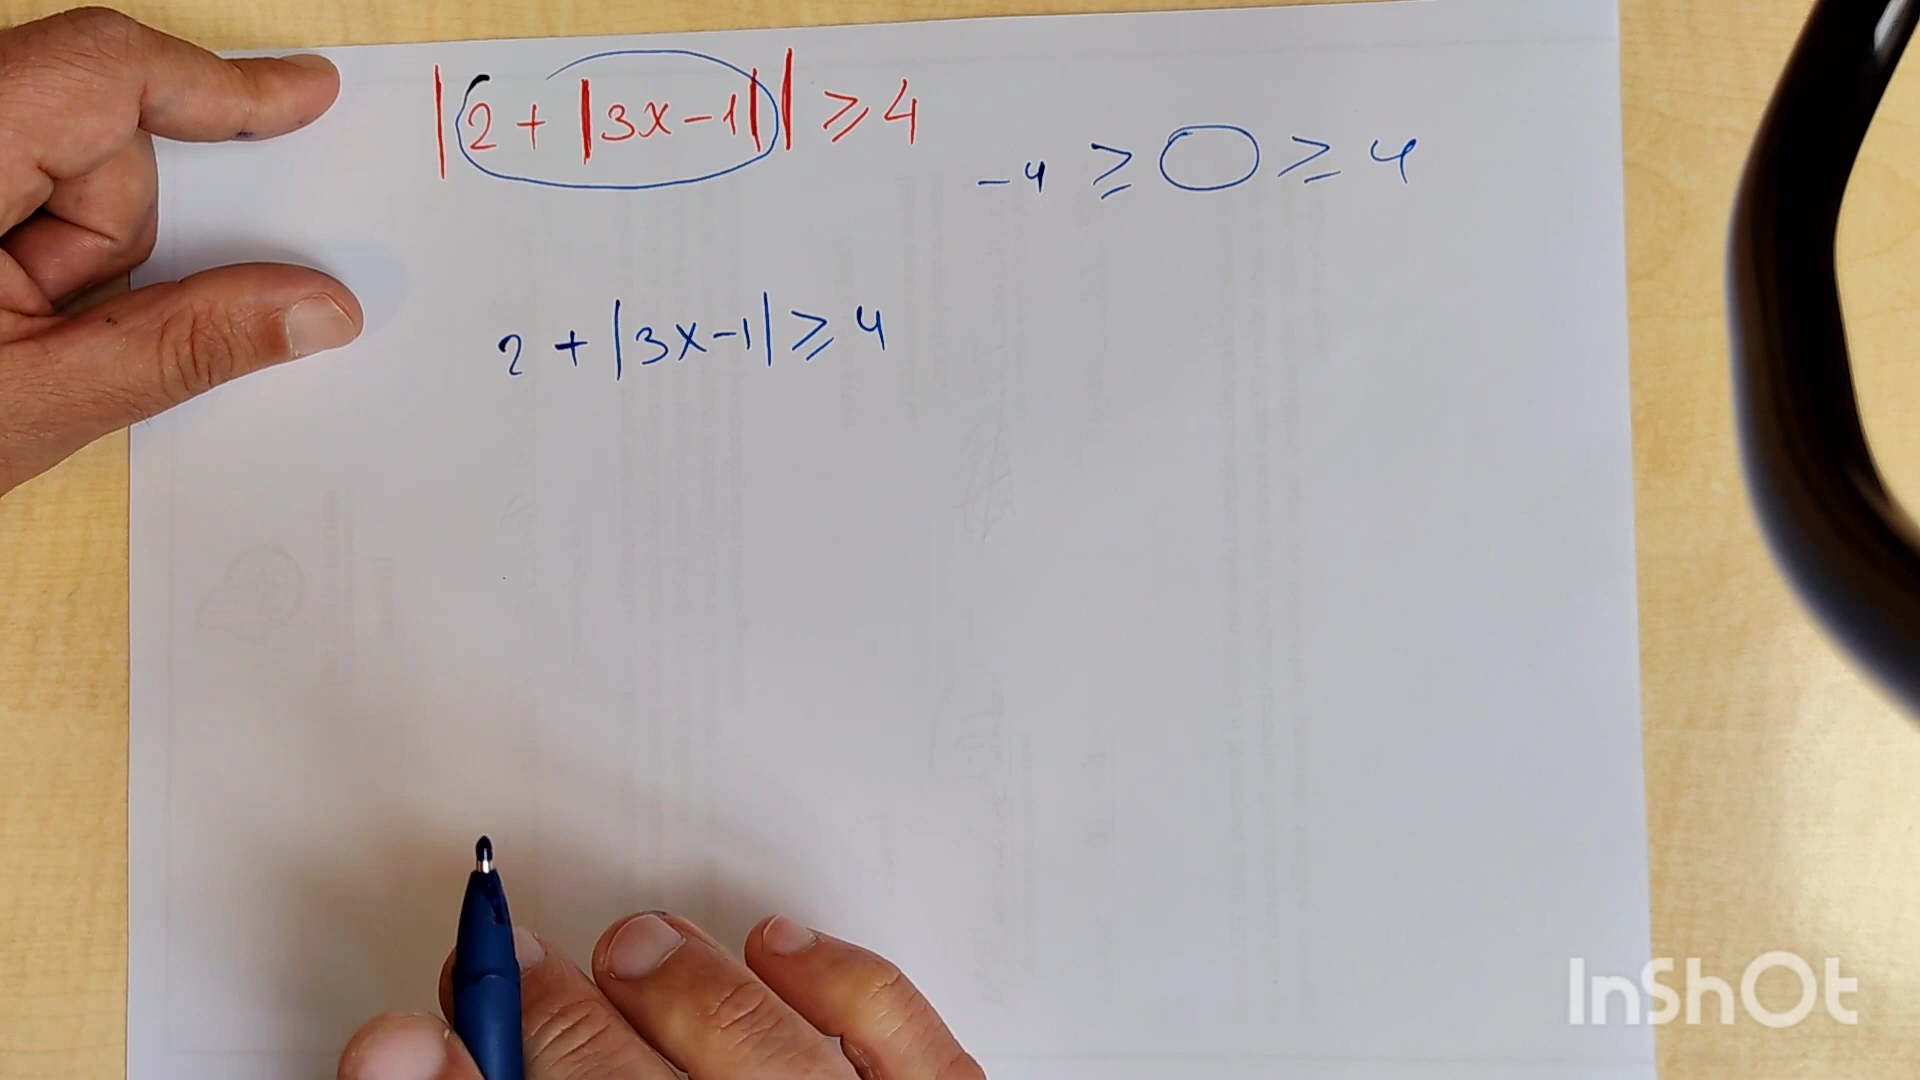 |2 + |3x-1|| ≥ 4
-4 ≥ ◯ ≥ 4
2 + |3x-1| ≥ 4
InShOt